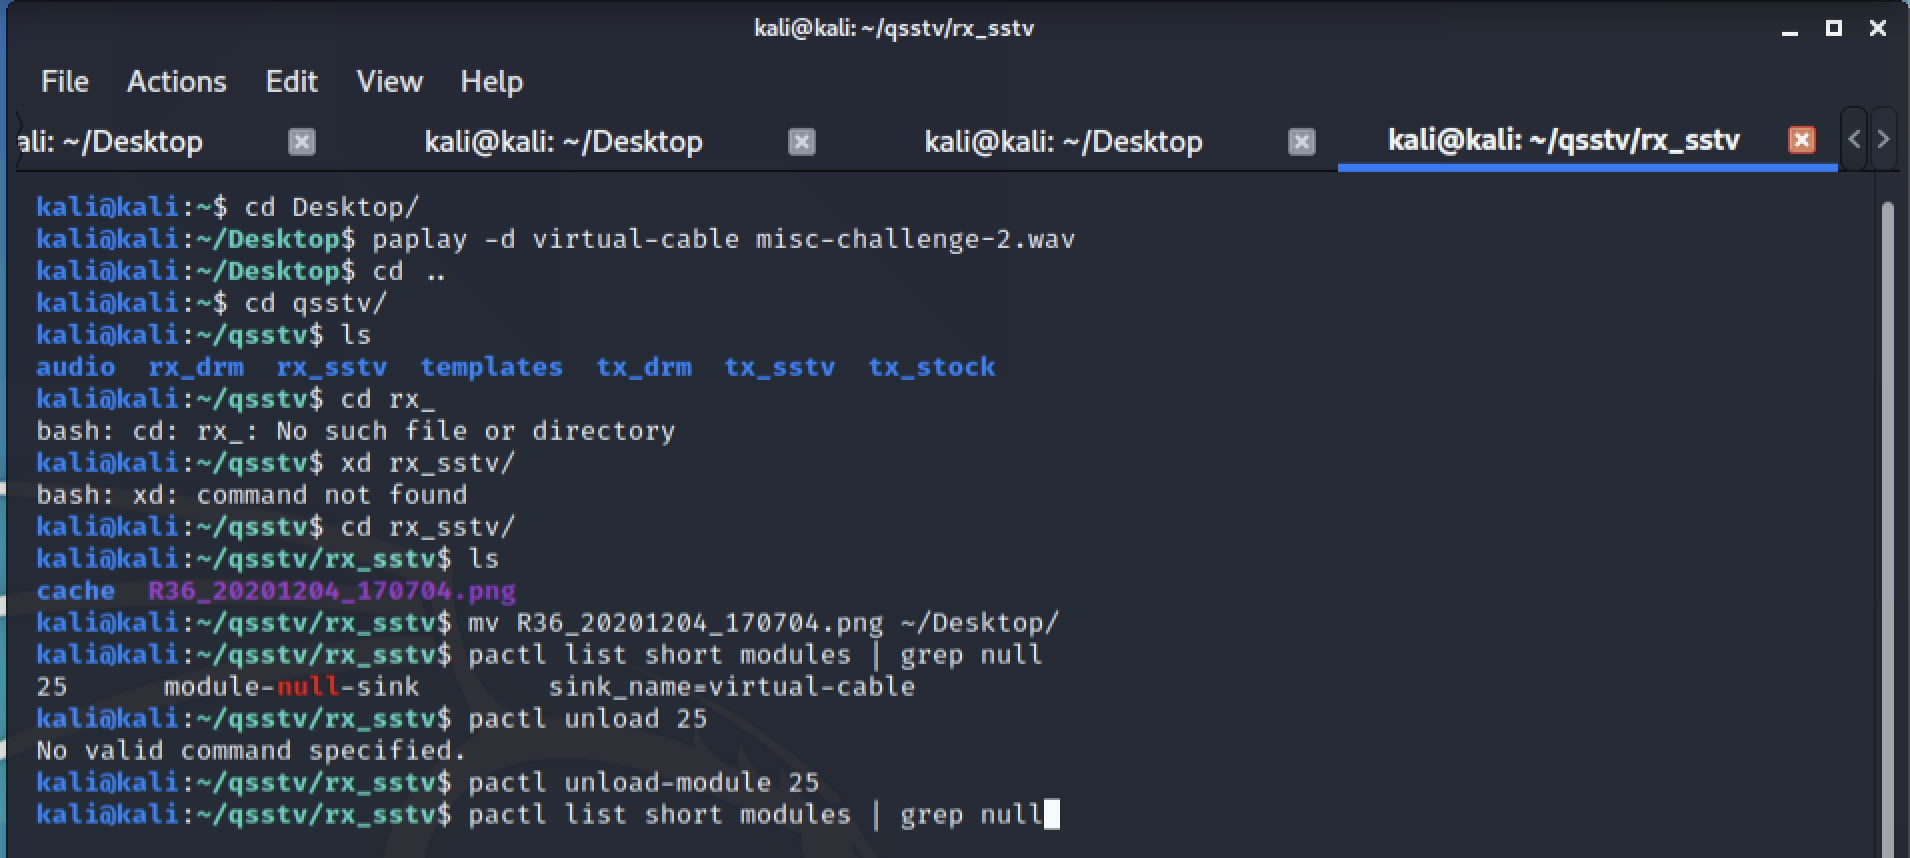 kali@kali: ~/qsstv/rx_sstv
File Actions Edit View Help
ali: ~/Desktop kali@kali: ~/Desktop kali@kali: ~/Desktop kali@kali: ~/qsstv/rx_sstv
kali@kali:~$ cd Desktop/
kali@kali:~/Desktop$ paplay -d virtual-cable misc-challenge-2.wav
kali@kali:~/Desktop$ cd ..
kali@kali:~$ cd qsstv/
kali@kali:~/qsstv$ ls
audio rx_drm rx_sstv templates tx_drm tx_sstv tx_stock
kali@kali:~/qsstv$ cd rx_
bash: cd: rx_: No such file or directory
kali@kali:~/qsstv$ xd rx_sstv/
bash: xd: command not found
kali@kali:~/qsstv$ cd rx_sstv/
kali@kali:~/qsstv/rx_sstv$ ls
cache R36_20201204_170704.png
kali@kali:~/qsstv/rx_sstv$ mv R36_20201204_170704.png ~/Desktop/
kali@kali:~/qsstv/rx_sstv$ pactl list short modules | grep null
25 module-null-sink sink_name=virtual-cable
kali@kali:~/qsstv/rx_sstv$ pactl unload 25
No valid command specified.
kali@kali:~/qsstv/rx_sstv$ pactl unload-module 25
kali@kali:~/qsstv/rx_sstv$ pactl list short modules | grep null